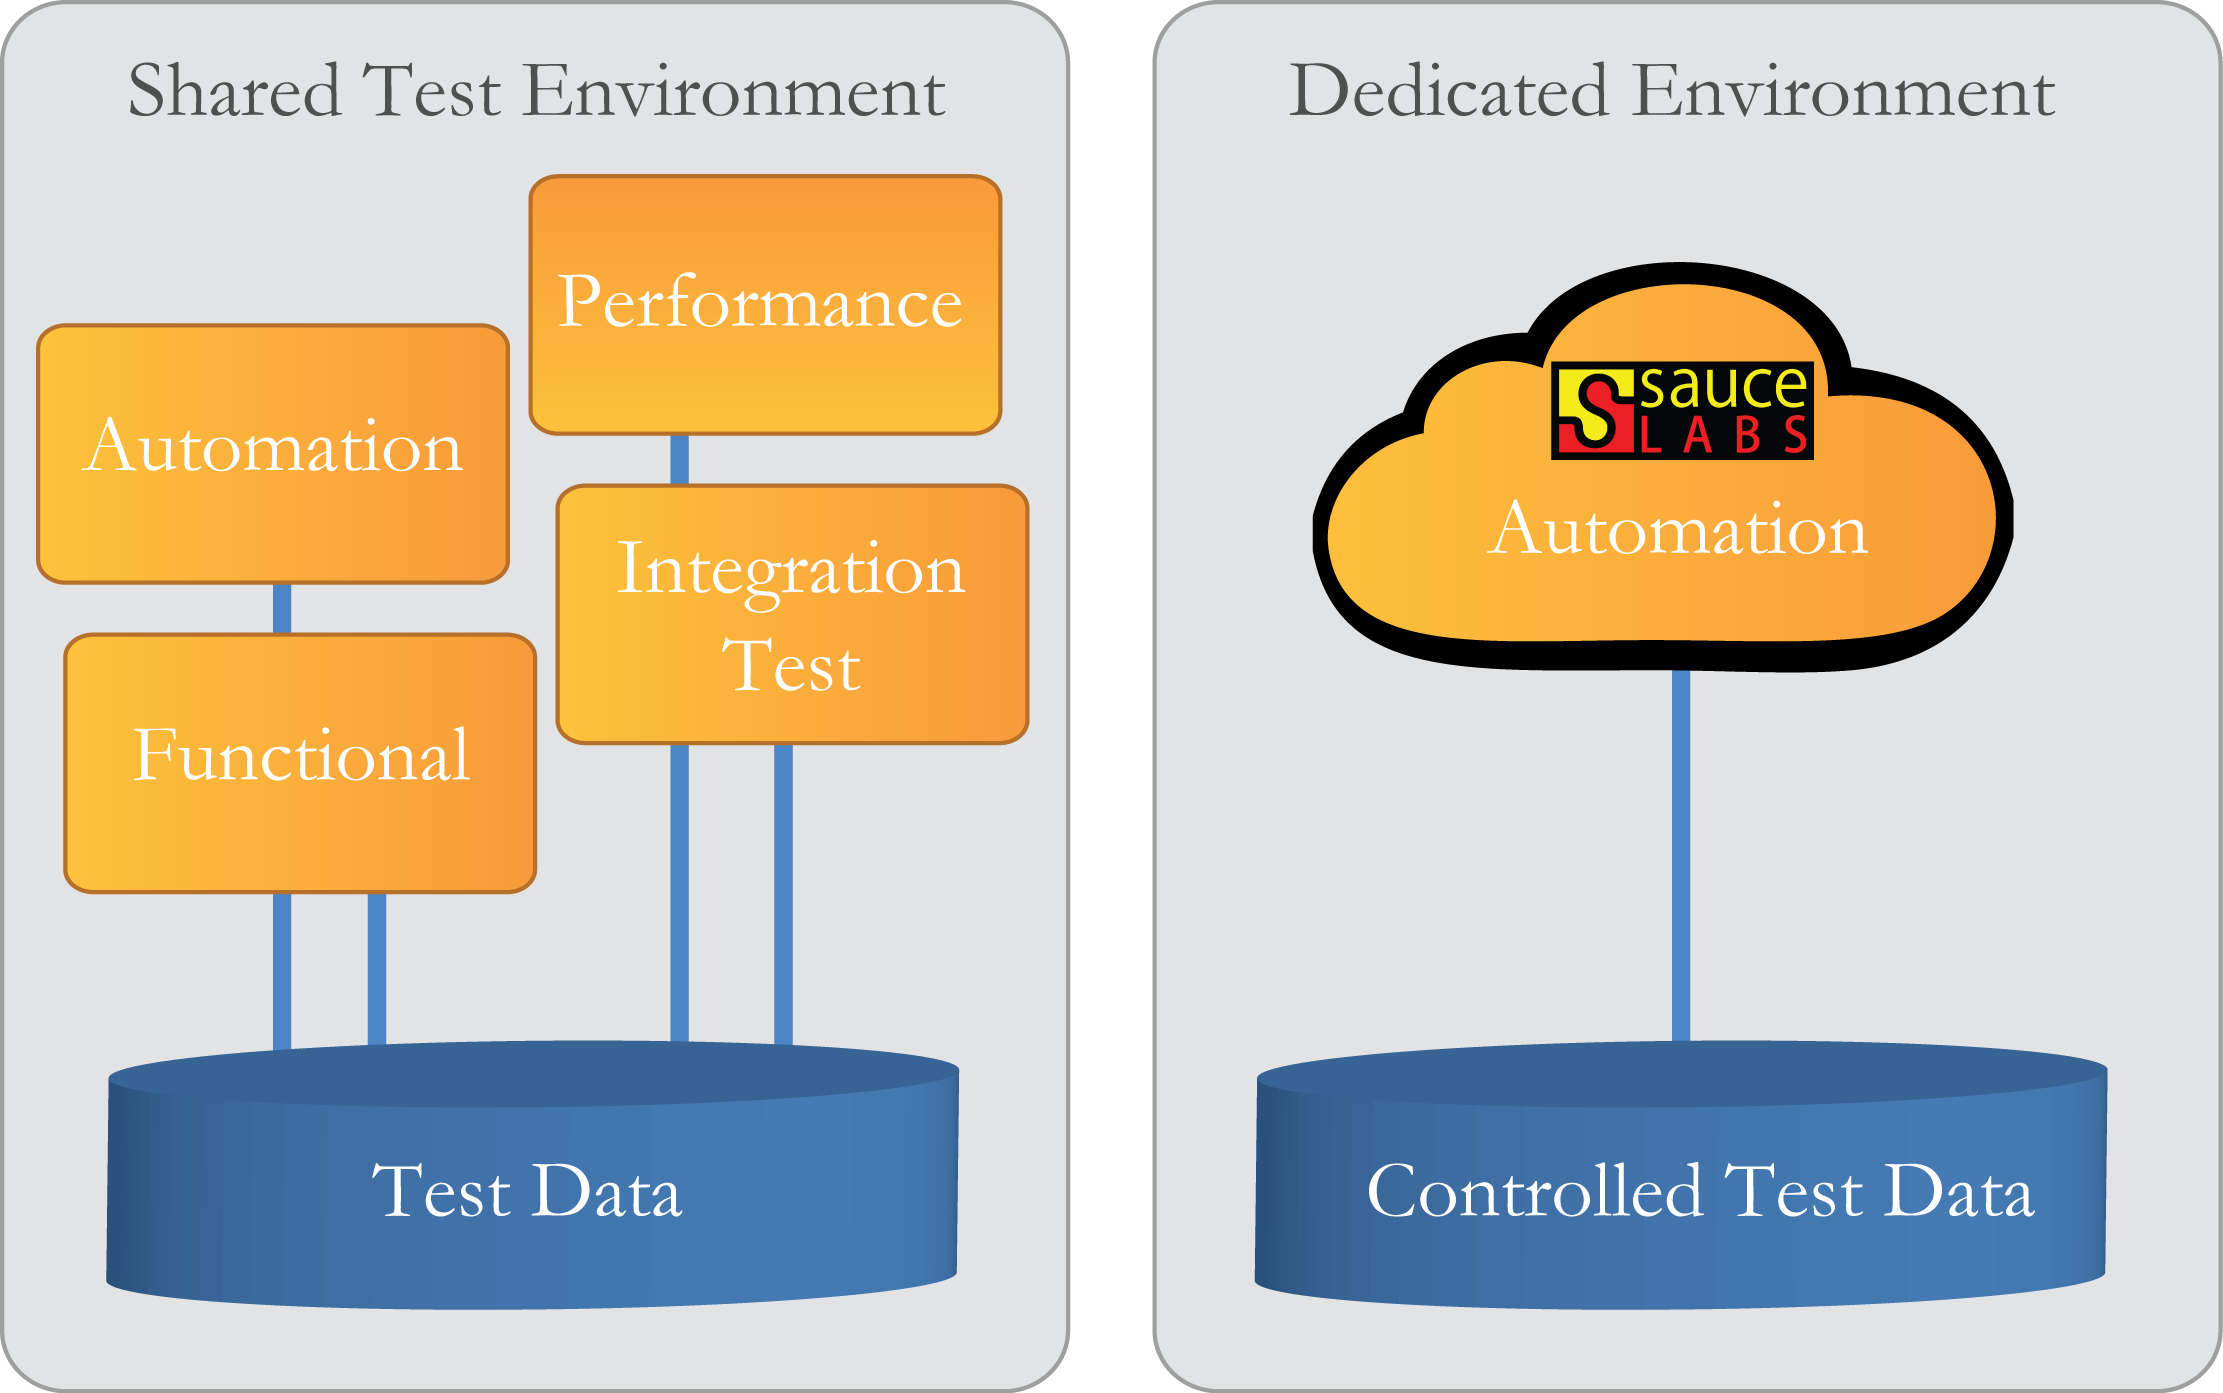 Shared Test Environment
Performance
Automation
Integration
Test
Functional
Test Data
Dedicated Environment
sauce
LABS
Automation
Controlled Test Data